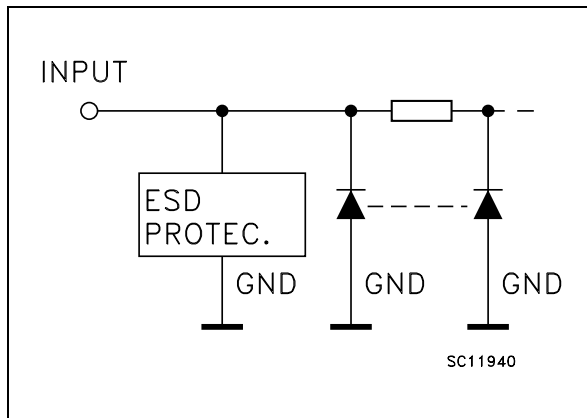 INPUT
ESD
PROTEC.
GND
GND
GND
SC11940